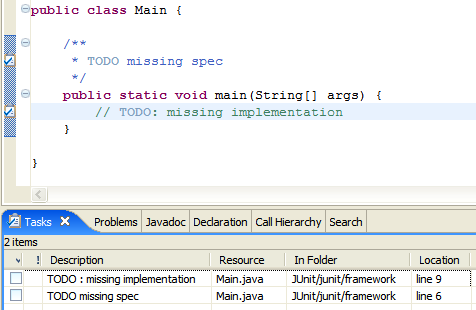 public class Main {
/**
* TODO missing spec
*/
public static void main(String[] args) {
// TODO: missing implementation
}
}
Tasks Problems Javadoc Declaration Call Hierarchy Search
2 items
! Description Resource In Folder Location
TODO : missing implementation Main.java JUnit/junit/framework line 9
TODO missing spec Main.java JUnit/junit/framework line 6